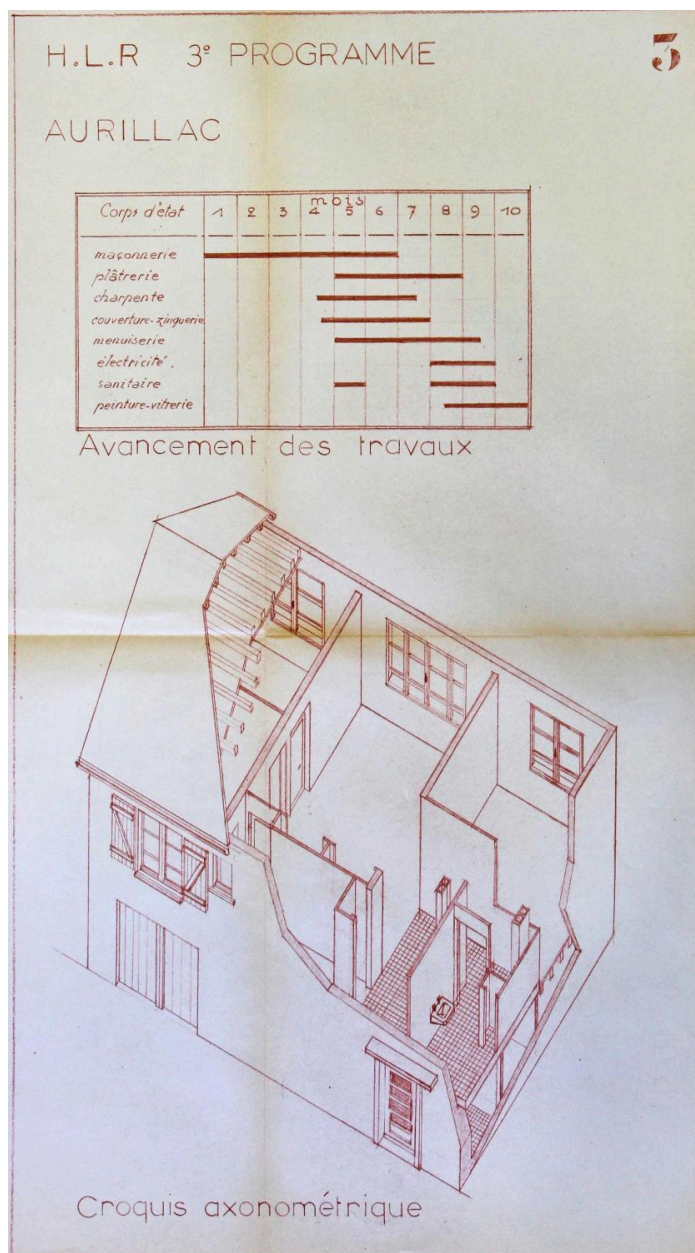 H.L.R 3e PROGRAMME
3
AURILLAC
mois
Corps d'état 1 2 3 4 5 6 7 8 9 10
maçonnerie
plâtrerie
charpente
couverture-zinguerie
menuiserie
électricité.
sanitaire
peinture-vitrerie
Avancement des travaux
Croquis axonométrique